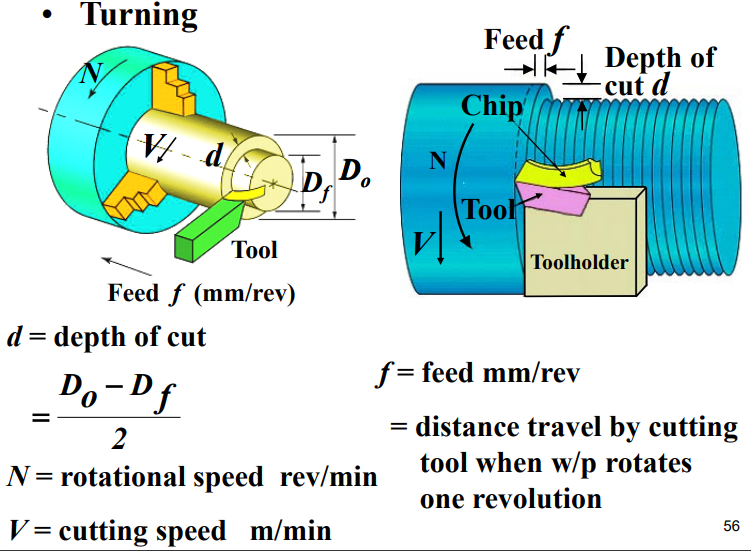 • Turning
N
V
d
D_f
D_o
Tool
Feed f (mm/rev)
Feed f
Depth of
cut d
Chip
N
Tool
V
Toolholder
d = depth of cut
= (D_o − D_f) / 2
N = rotational speed rev/min
V = cutting speed m/min
f = feed mm/rev
= distance travel by cutting
tool when w/p rotates
one revolution
56